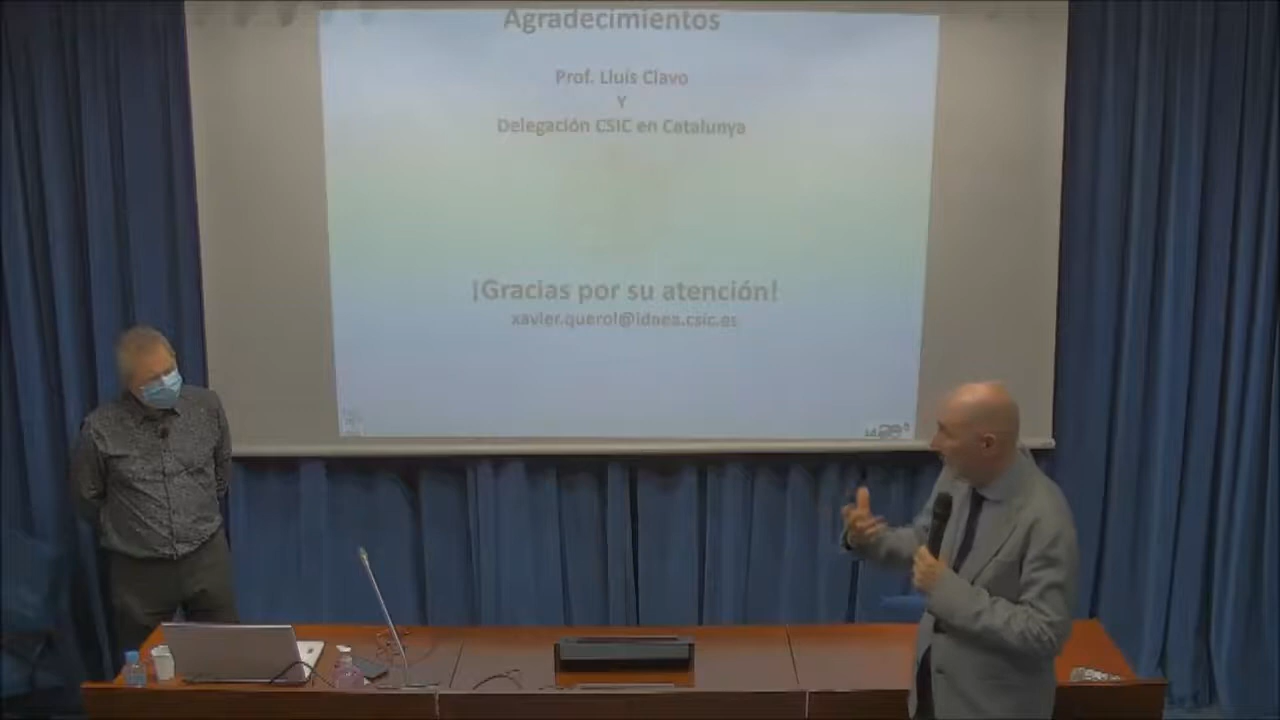 Agradecimientos
Prof. Lluís Clavo
Y
Delegación CSIC en Catalunya
¡Gracias por su atención!
xavier.querol@idaea.csic.es